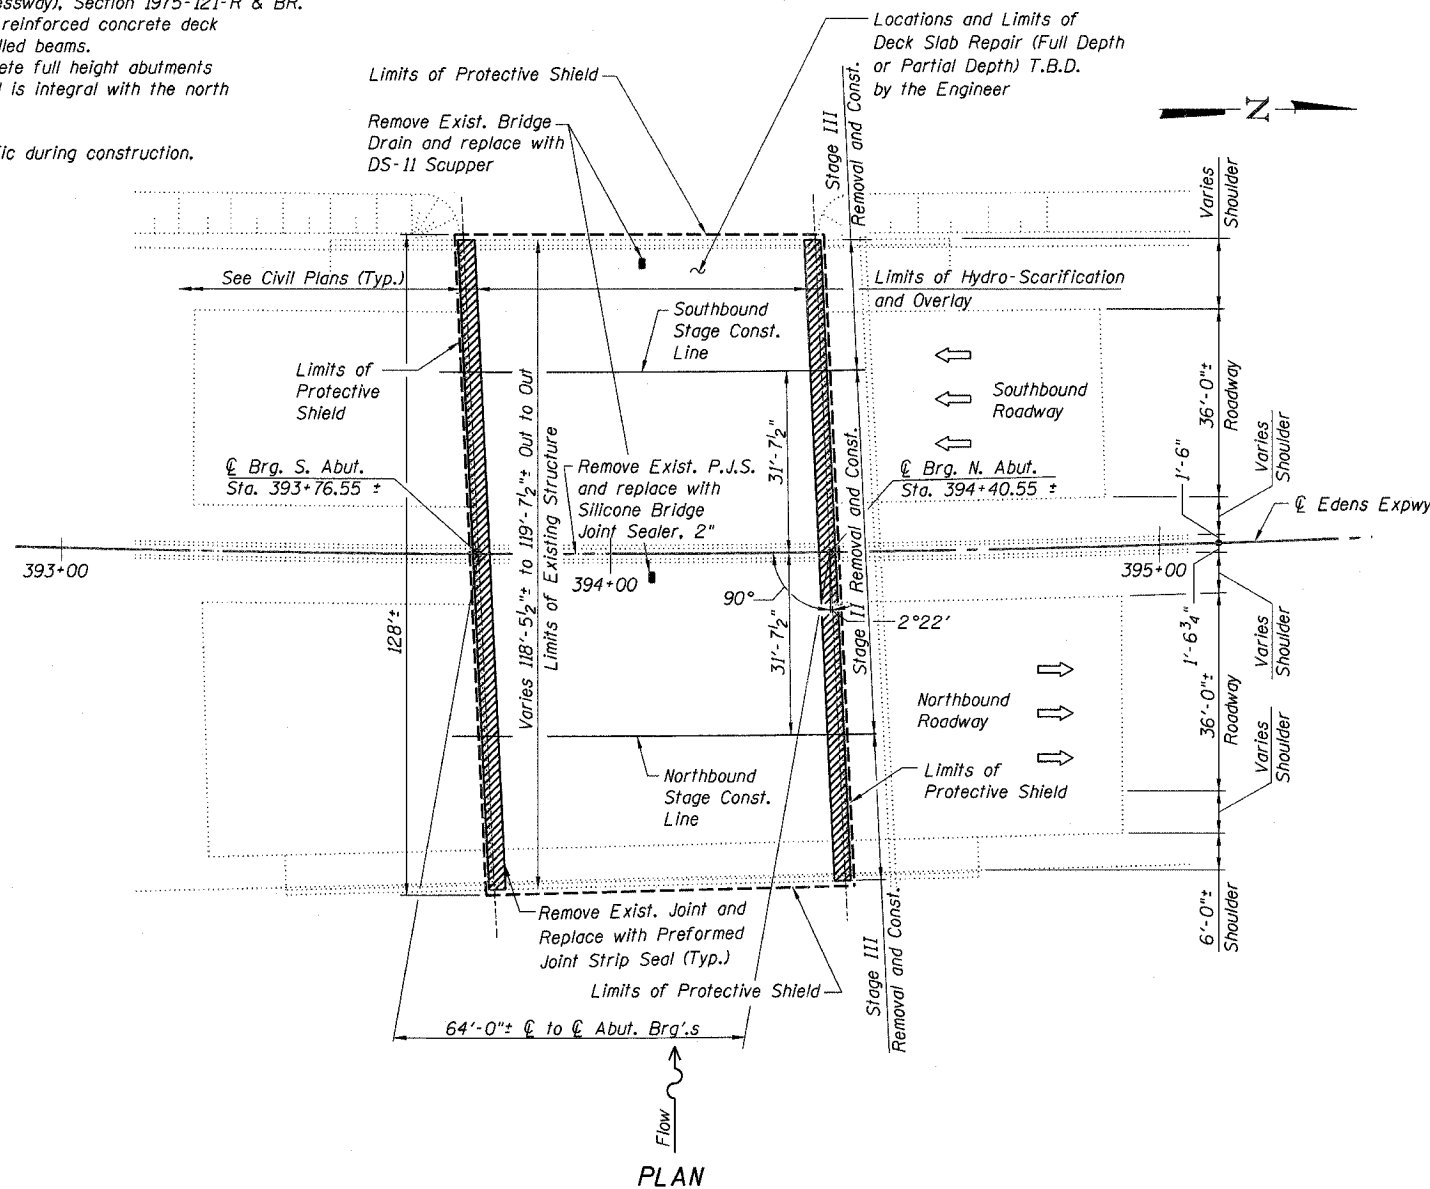 essway), Section 1975-121-R & BR.
reinforced concrete deck
lled beams.
ete full height abutments
is integral with the north
ic during construction.
Locations and Limits of
Deck Slab Repair (Full Depth
or Partial Depth) T.B.D.
by the Engineer
Limits of Protective Shield
Remove Exist. Bridge
Drain and replace with
DS-11 Scupper
N
Stage III
Removal and Const.
Varies
Shoulder
See Civil Plans (Typ.)
Limits of Hydro-Scarification
and Overlay
Southbound
Stage Const.
Line
Limits of
Protective
Shield
Southbound
Roadway
36'-0"±
Roadway
Varies 118'-5½"± to 119'-7½"± Out to Out
Limits of Existing Structure
31'-7½"
Stage II Removal and Const.
1'-6"
Varies
Shoulder
℄ Brg. S. Abut.
Sta. 393+76.55 ±
Remove Exist. P.J.S.
and replace with
Silicone Bridge
Joint Sealer, 2"
℄ Brg. N. Abut.
Sta. 394+40.55 ±
℄ Edens Expwy
393+00
394+00
395+00
90°
2°22'
128'±
31'-7½"
1'-6¾"
Varies
Shoulder
Northbound
Roadway
36'-0"±
Roadway
Varies
Shoulder
Northbound
Stage Const.
Line
Limits of
Protective Shield
Remove Exist. Joint and
Replace with Preformed
Joint Strip Seal (Typ.)
Stage III
Removal and Const.
6'-0"±
Shoulder
Limits of Protective Shield
64'-0"± ℄ to ℄ Abut. Brg'.s
Flow
PLAN